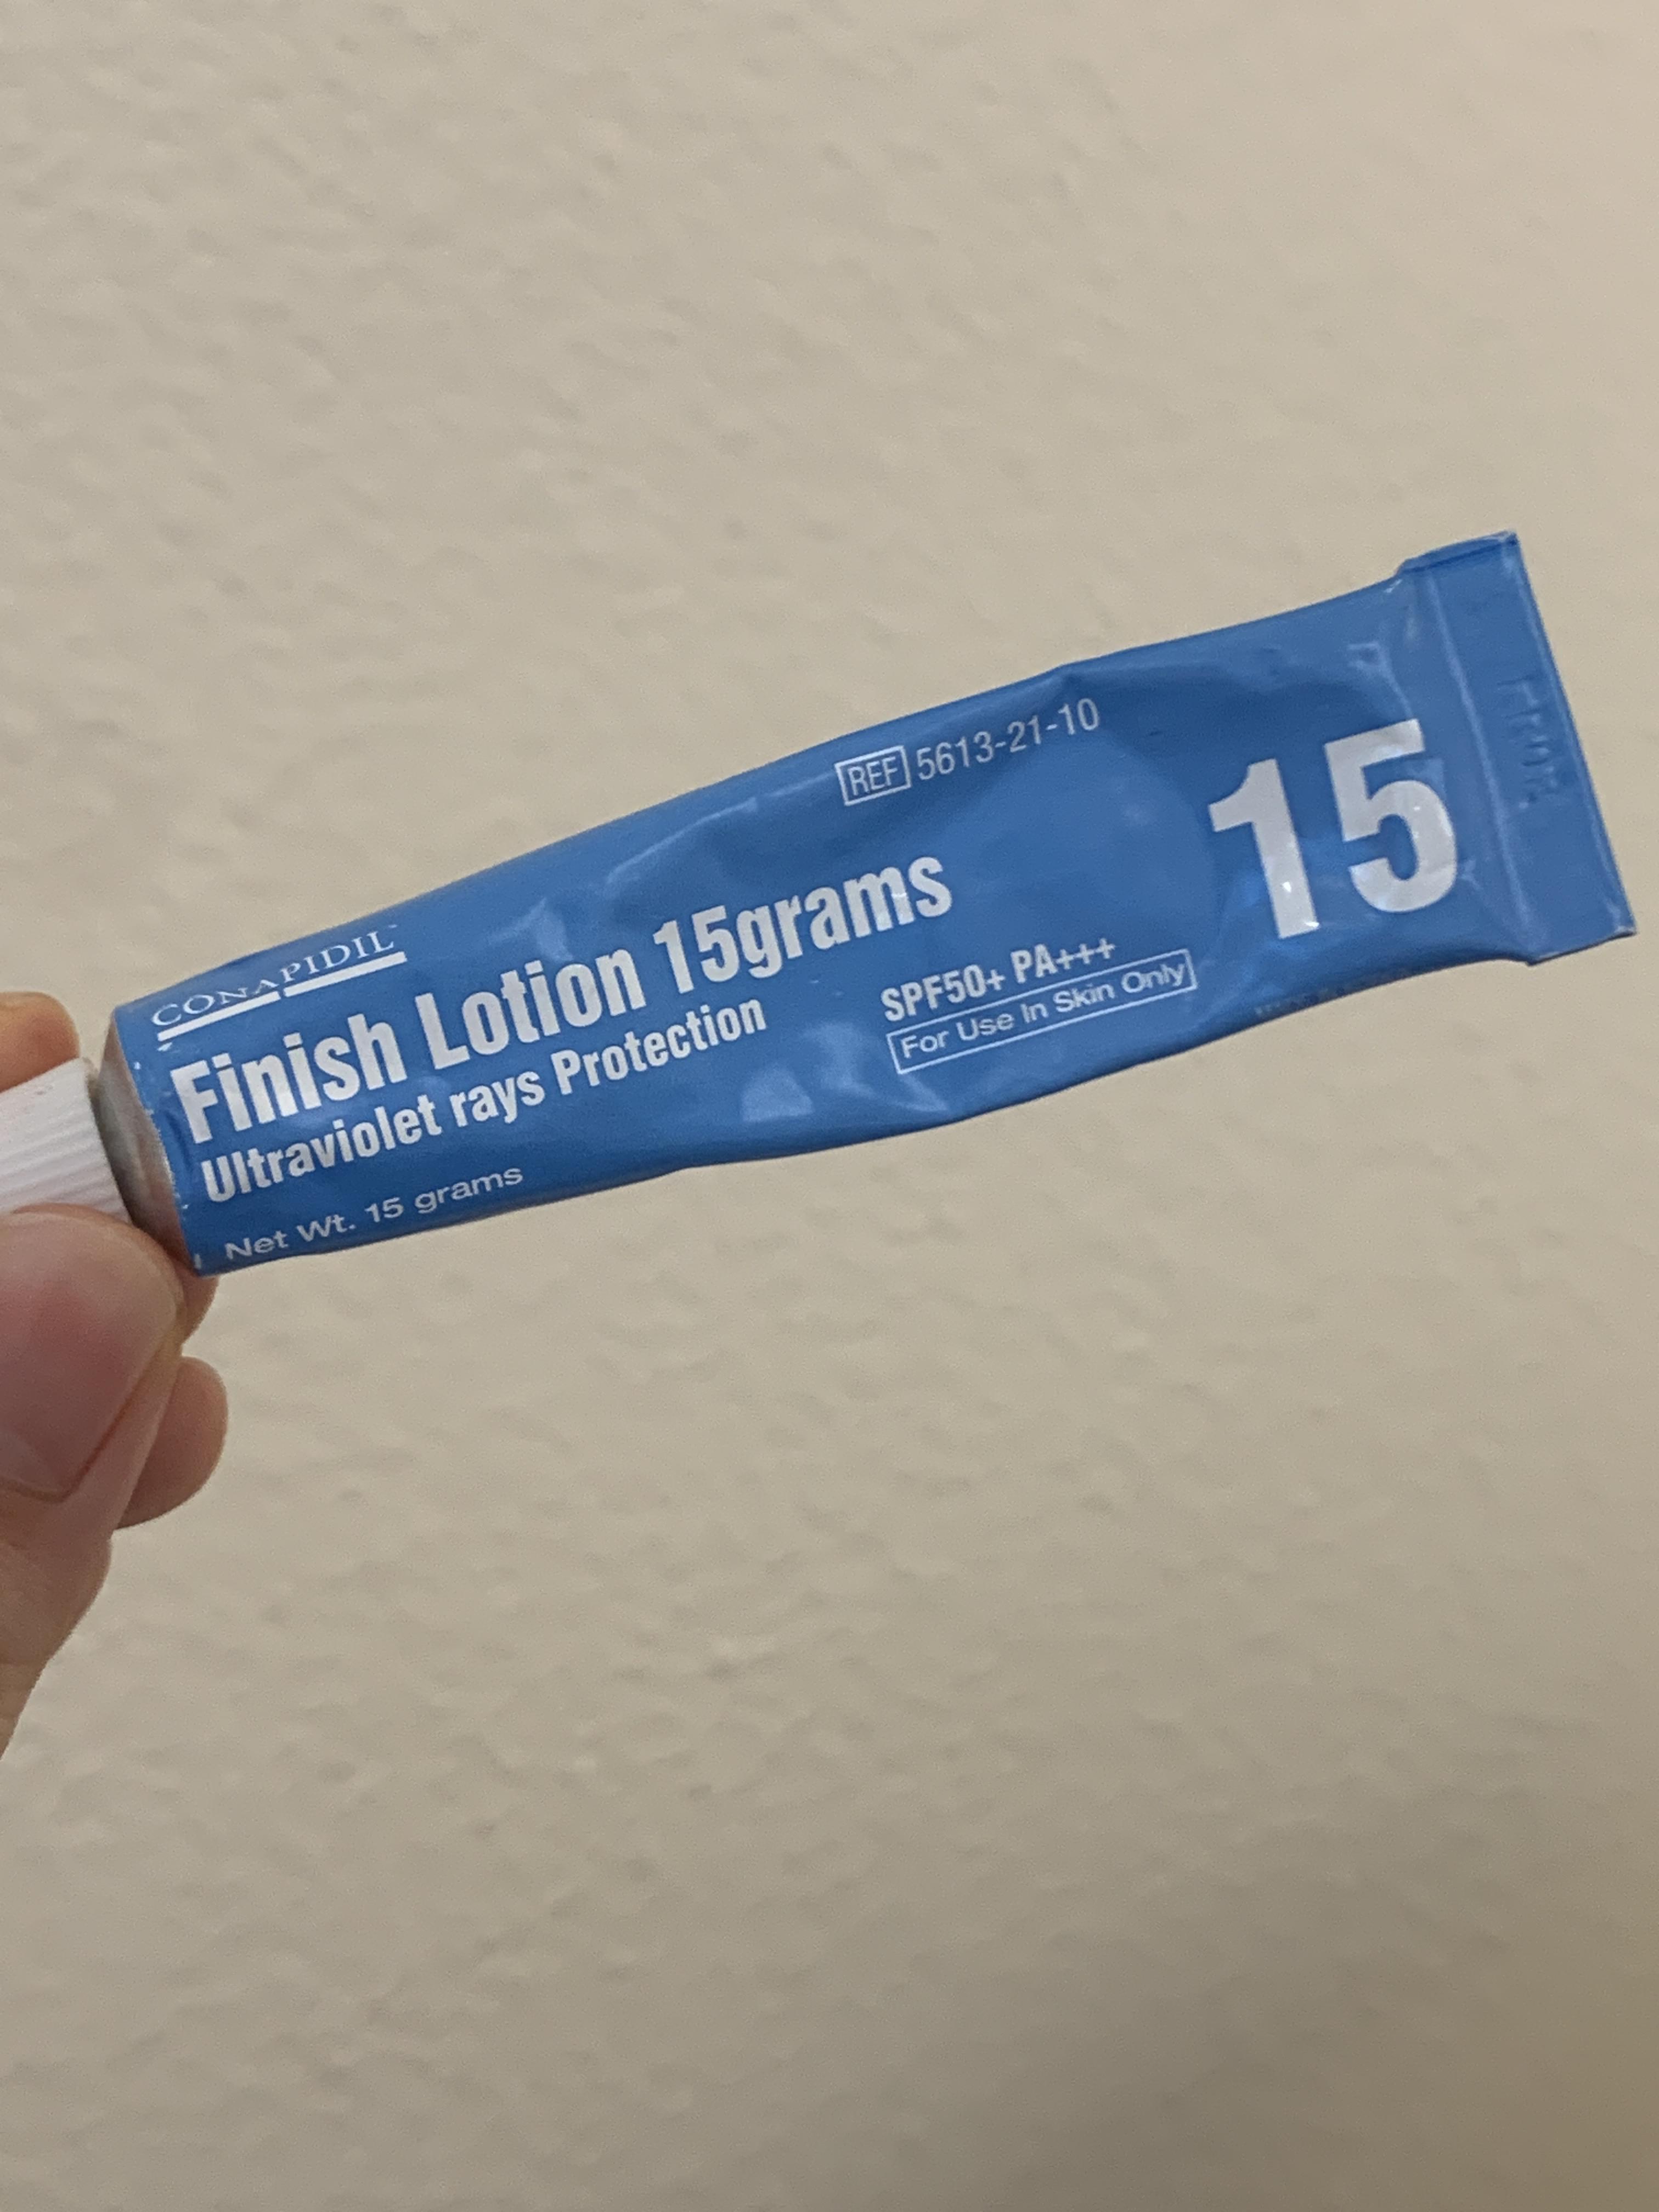 CONAPIDIL
REF 5613-21-10
Finish Lotion 15grams
Ultraviolet rays Protection
SPF50+ PA+++
For Use In Skin Only
Net Wt. 15 grams
15